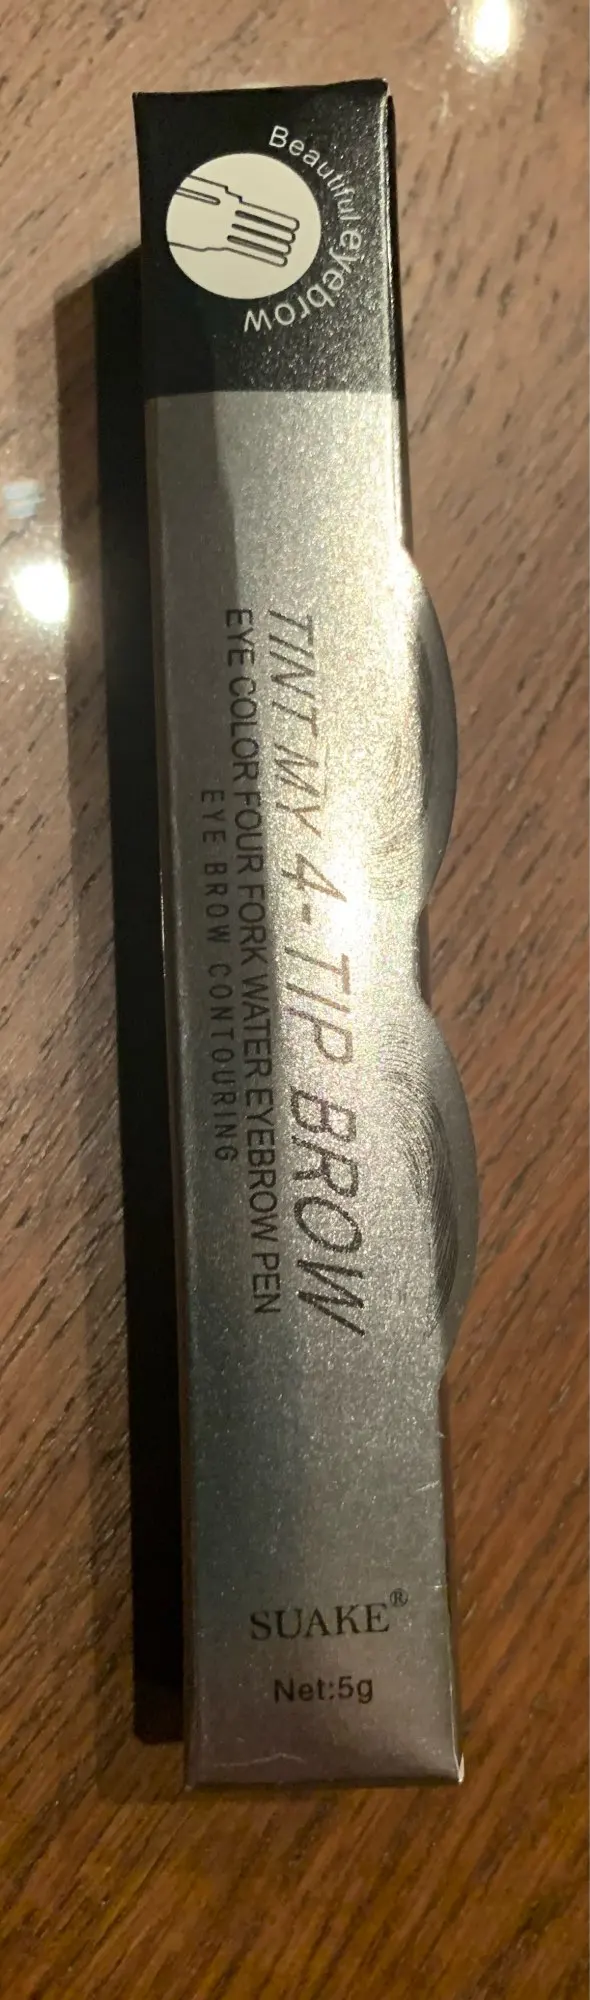 Beautiful eyebrow
TINT MY 4-TIP BROW
EYE COLOR FOUR FORK WATER EYEBROW PEN
EYE BROW CONTOURING
SUAKE®
Net:5g